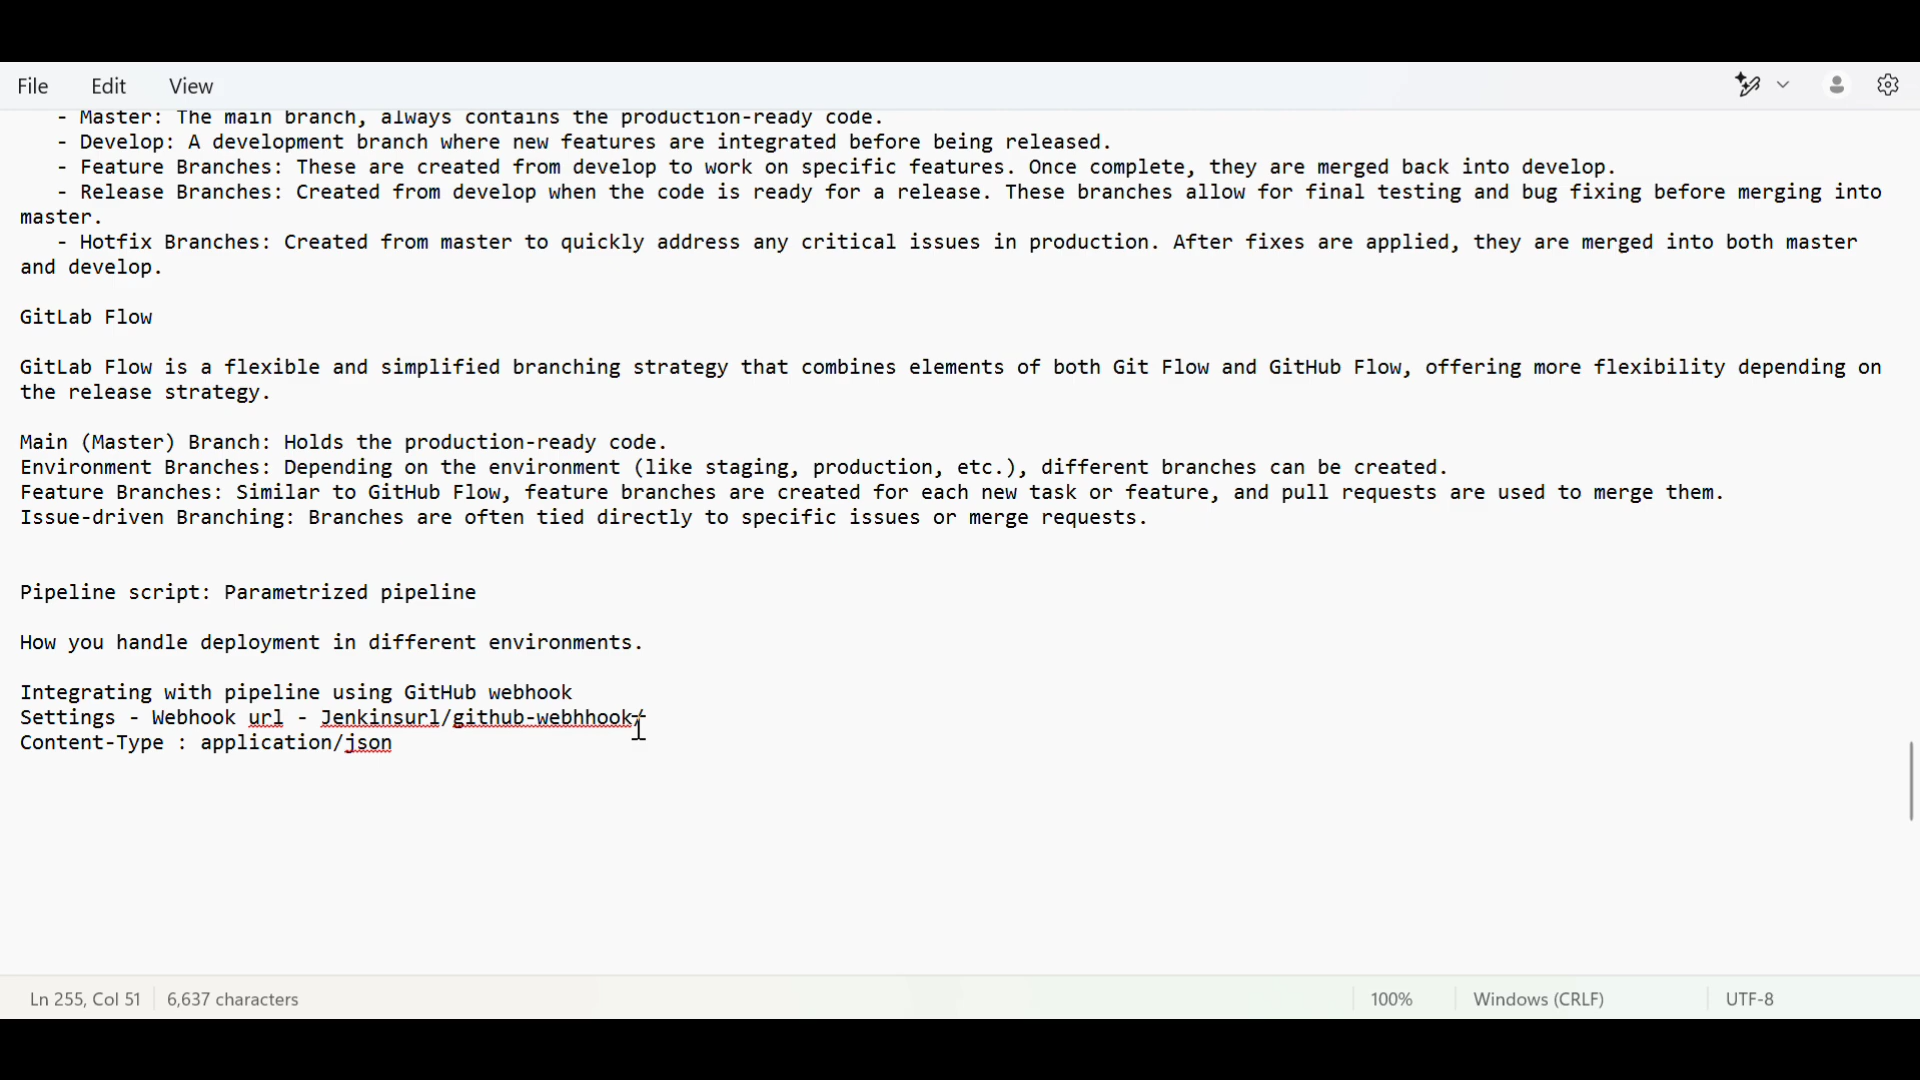 File Edit View
- Master: The main branch, always contains the production-ready code.
- Develop: A development branch where new features are integrated before being released.
- Feature Branches: These are created from develop to work on specific features. Once complete, they are merged back into develop.
- Release Branches: Created from develop when the code is ready for a release. These branches allow for final testing and bug fixing before merging into
master.
- Hotfix Branches: Created from master to quickly address any critical issues in production. After fixes are applied, they are merged into both master
and develop.
GitLab Flow
GitLab Flow is a flexible and simplified branching strategy that combines elements of both Git Flow and GitHub Flow, offering more flexibility depending on
the release strategy.
Main (Master) Branch: Holds the production-ready code.
Environment Branches: Depending on the environment (like staging, production, etc.), different branches can be created.
Feature Branches: Similar to GitHub Flow, feature branches are created for each new task or feature, and pull requests are used to merge them.
Issue-driven Branching: Branches are often tied directly to specific issues or merge requests.
Pipeline script: Parametrized pipeline
How you handle deployment in different environments.
Integrating with pipeline using GitHub webhook
Settings - Webhook url - Jenkinsurl/github-webhhook/
Content-Type : application/json
Ln 255, Col 51 6,637 characters 100% Windows (CRLF) UTF-8